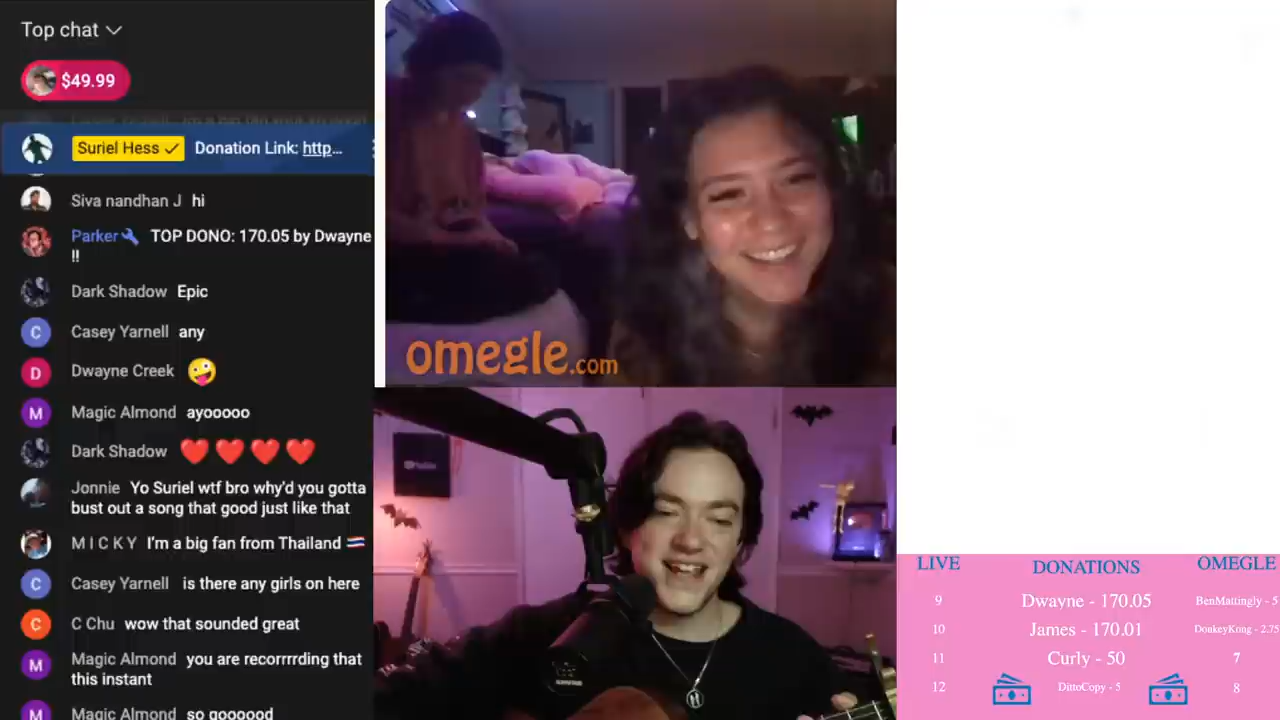 Top chat
$49.99
Suriel Hess Donation Link: http...
Siva nandhan J hi
Parker TOP DONO: 170.05 by Dwayne
!!
Dark Shadow Epic
C Casey Yarnell any
D Dwayne Creek
M Magic Almond ayooooo
Dark Shadow
Jonnie Yo Suriel wtf bro why'd you gotta
bust out a song that good just like that
M I C K Y I'm a big fan from Thailand
C Casey Yarnell is there any girls on here
C C Chu wow that sounded great
M Magic Almond you are recorrrrding that
this instant
M Magic Almond so goooood
omegle.com
LIVE DONATIONS OMEGLE
9 Dwayne - 170.05 BenMattingly - 5
10 James - 170.01 DonkeyKong - 2.75
11 Curly - 50 7
12 DittoCopy - 5 8